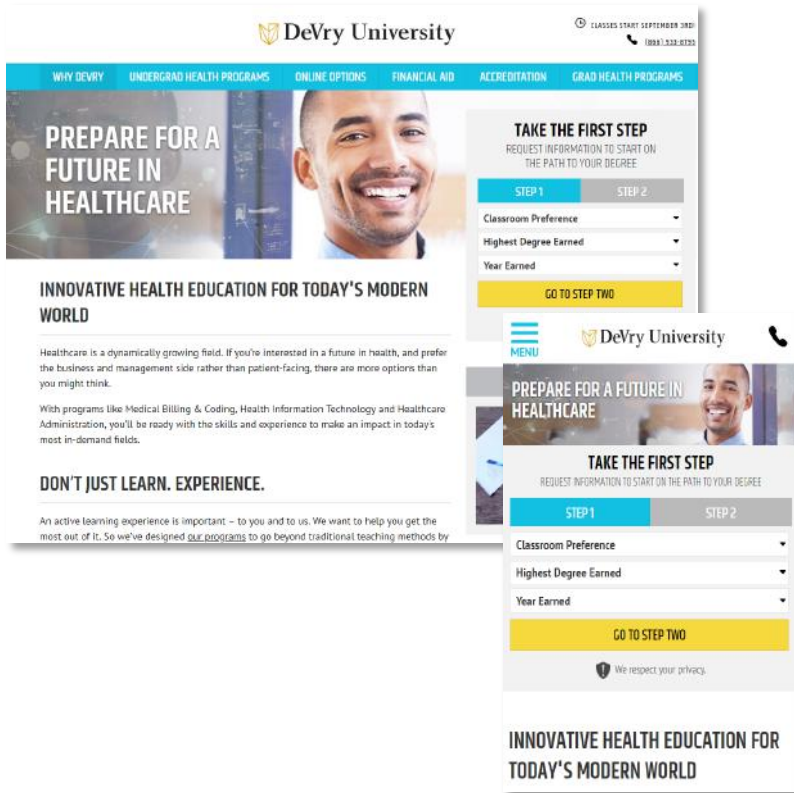 DeVry University
CLASSES START SEPTEMBER 3RD!
WHY DEVRY UNDERGRAD HEALTH PROGRAMS ONLINE OPTIONS FINANCIAL AID ACCREDITATION GRAD HEALTH PROGRAMS
PREPARE FOR A
FUTURE IN
HEALTHCARE
TAKE THE FIRST STEP
REQUEST INFORMATION TO START ON
THE PATH TO YOUR DEGREE
STEP 1 STEP 2
Classroom Preference
Highest Degree Earned
Year Earned
GO TO STEP TWO
INNOVATIVE HEALTH EDUCATION FOR TODAY'S MODERN
WORLD
Healthcare is a dynamically growing field. If you're interested in a future in health, and prefer
the business and management side rather than patient-facing, there are more options than
you might think.
With programs like Medical Billing & Coding, Health Information Technology and Healthcare
Administration, you'll be ready with the skills and experience to make an impact in today's
most in-demand fields.
DON'T JUST LEARN. EXPERIENCE.
An active learning experience is important – to you and to us. We want to help you get the
most out of it. So we've designed our programs to go beyond traditional teaching methods by
MENU
DeVry University
PREPARE FOR A FUTURE IN
HEALTHCARE
TAKE THE FIRST STEP
REQUEST INFORMATION TO START ON THE PATH TO YOUR DEGREE
STEP 1 STEP 2
Classroom Preference
Highest Degree Earned
Year Earned
GO TO STEP TWO
We respect your privacy.
INNOVATIVE HEALTH EDUCATION FOR
TODAY'S MODERN WORLD